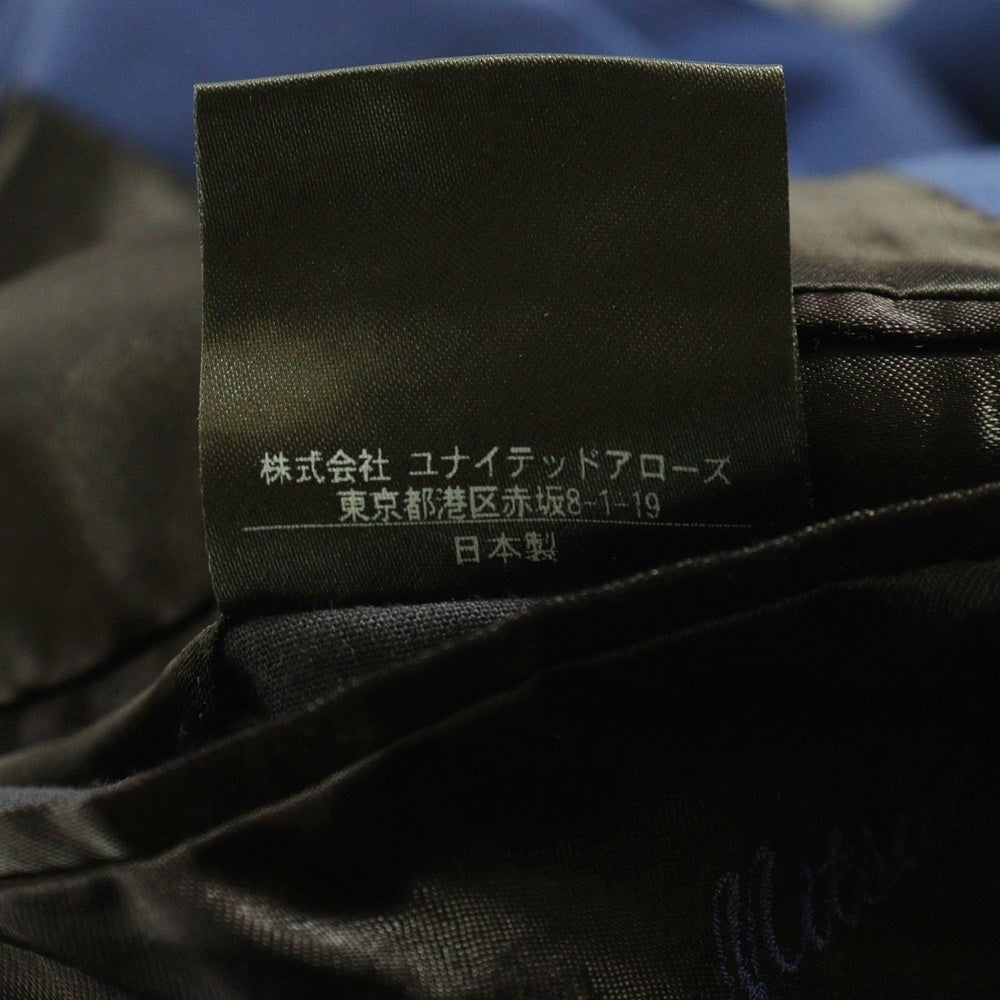 株式会社 ユナイテッドアローズ
東京都港区赤坂8-1-19
日本製